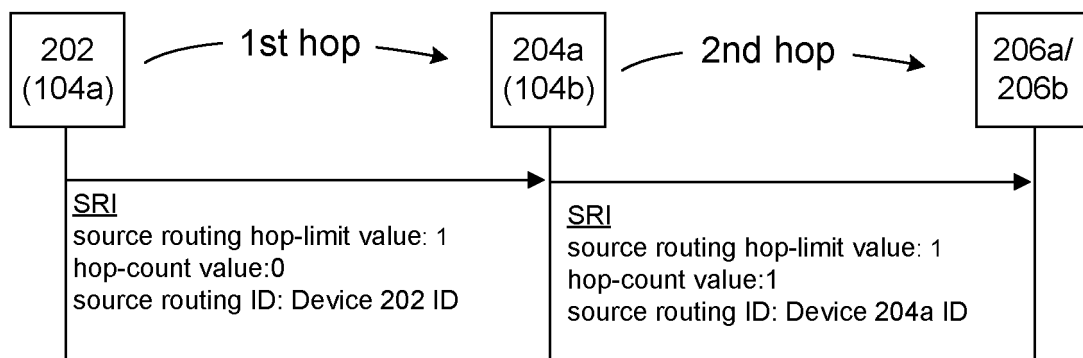 202
(104a)
1st hop
204a
(104b)
2nd hop
206a/
206b
SRI
source routing hop-limit value: 1
hop-count value:0
source routing ID: Device 202 ID
SRI
source routing hop-limit value: 1
hop-count value:1
source routing ID: Device 204a ID